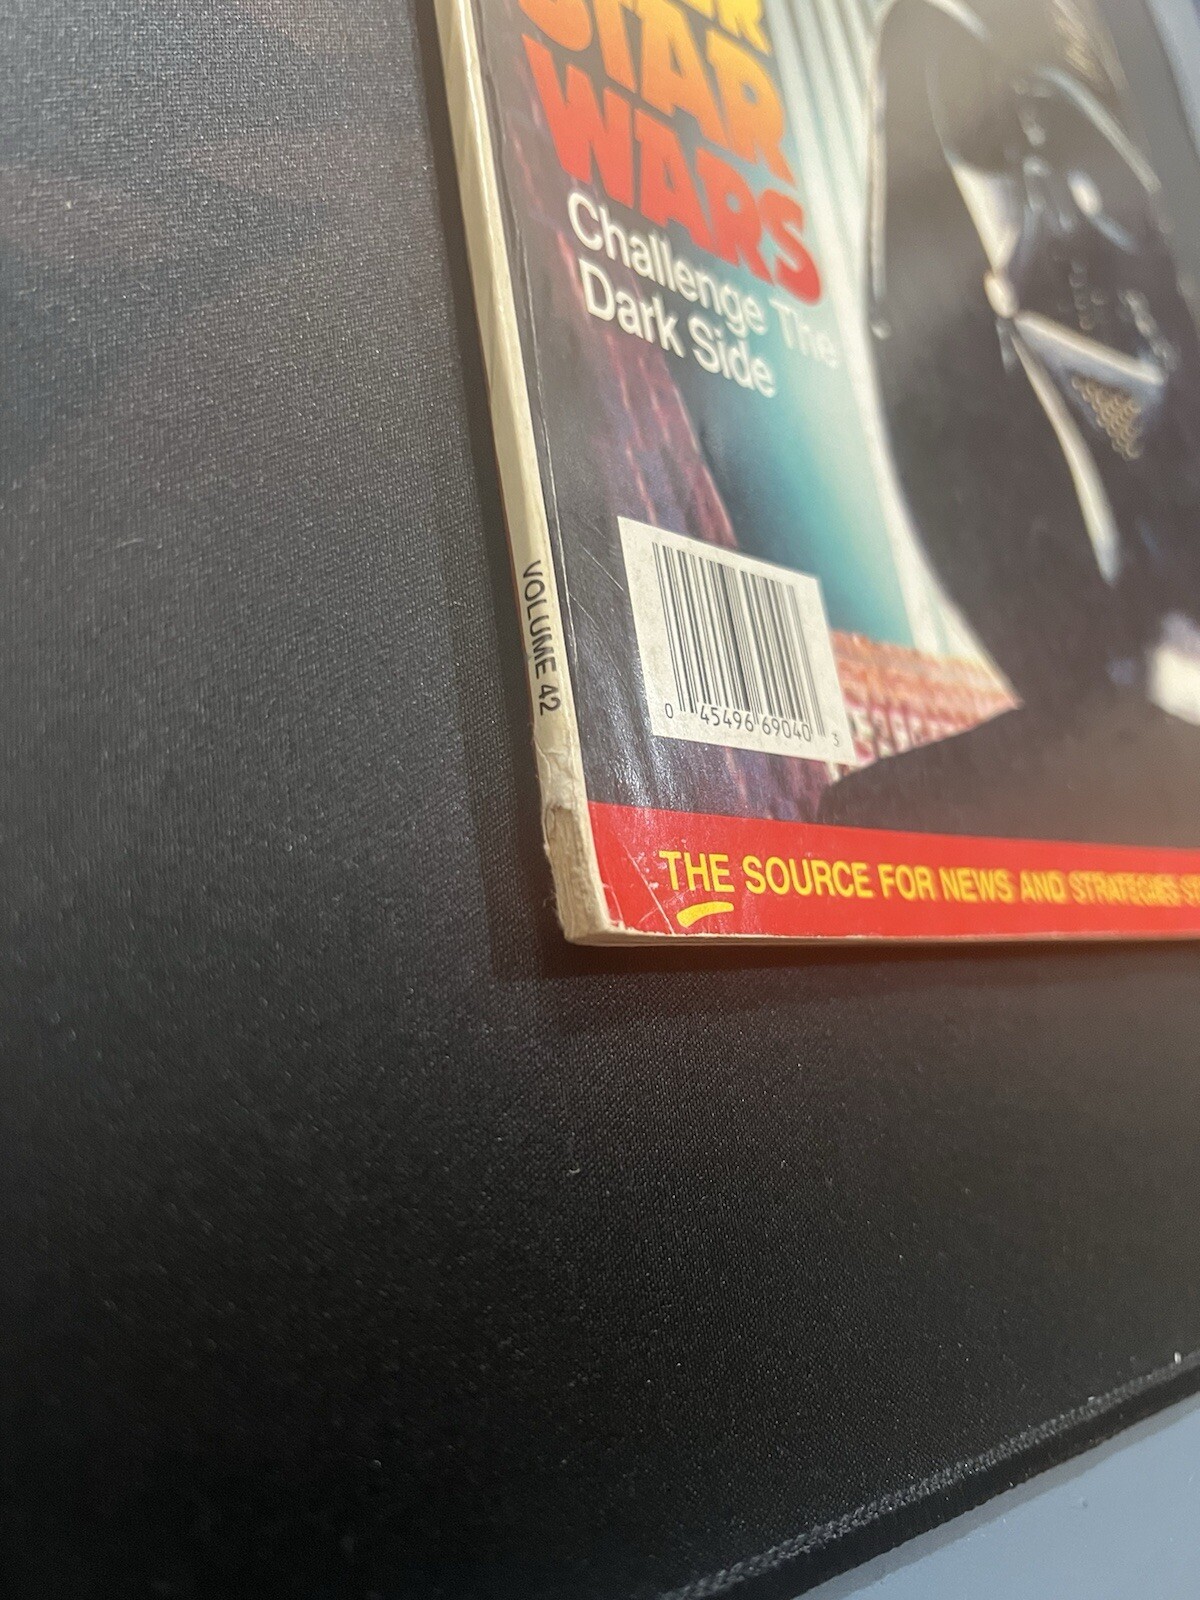 STAR
WARS
Challenge The
Dark Side
VOLUME 42
0 45496 69040 3
THE SOURCE FOR NEWS AND STRATEGIES